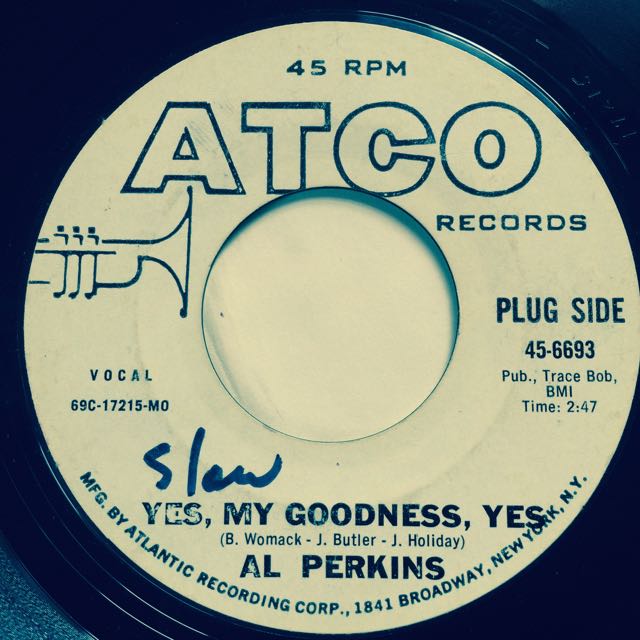 45 RPM
ATCO
RECORDS
PLUG SIDE
45-6693
Pub., Trace Bob,
BMI
Time: 2:47
VOCAL
69C-17215-MO
Slow
YES, MY GOODNESS, YES
(B. Womack - J. Butler - J. Holiday)
AL PERKINS
MFG. BY ATLANTIC RECORDING CORP., 1841 BROADWAY, NEW YORK, N.Y.